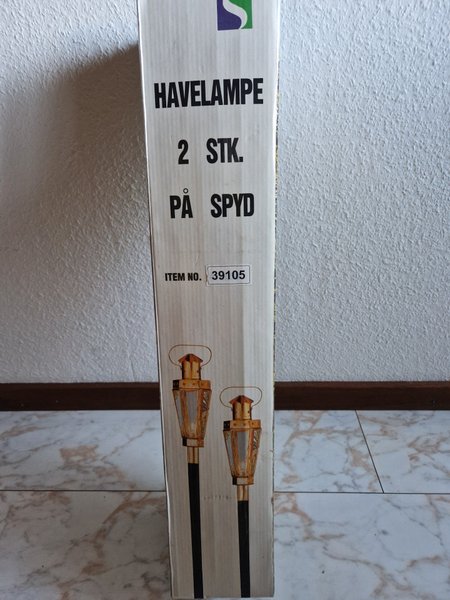 S
HAVELAMPE
2 STK.
PÅ SPYD
ITEM NO. 39105